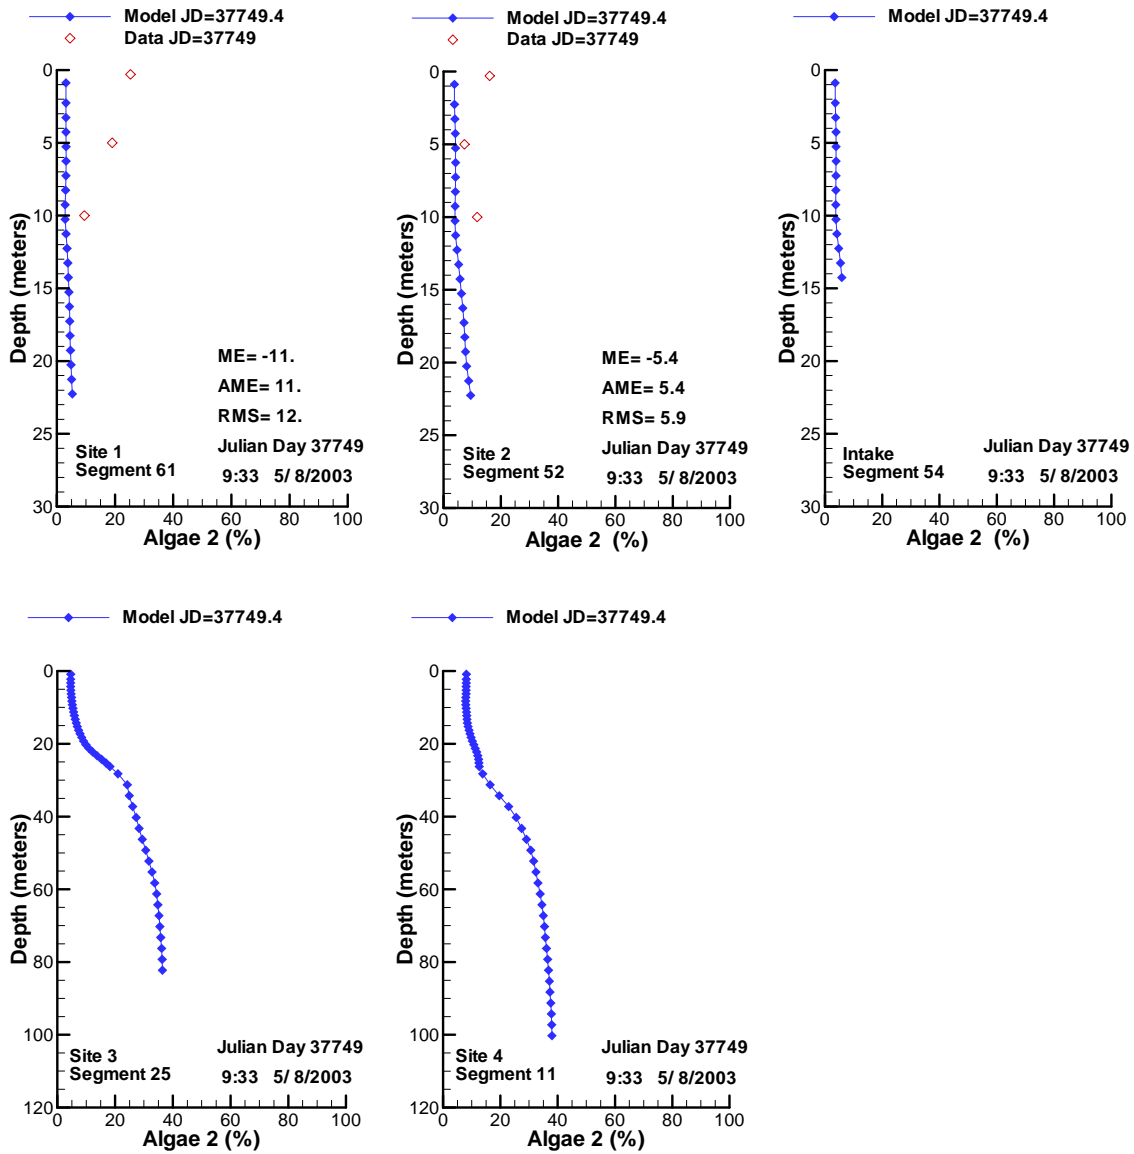 Model JD=37749.4
Data JD=37749
0
5
10
15
20
25
30
Depth (meters)
ME= -11.
AME= 11.
RMS= 12.
Site 1
Segment 61
Julian Day 37749
9:33 5/ 8/2003
0 20 40 60 80 100
Algae 2 (%)
Model JD=37749.4
Data JD=37749
0
5
10
15
20
25
30
Depth (meters)
ME= -5.4
AME= 5.4
RMS= 5.9
Site 2
Segment 52
Julian Day 37749
9:33 5/ 8/2003
0 20 40 60 80 100
Algae 2 (%)
Model JD=37749.4
0
5
10
15
20
25
30
Depth (meters)
Intake
Segment 54
Julian Day 37749
9:33 5/ 8/2003
0 20 40 60 80 100
Algae 2 (%)
Model JD=37749.4
0
20
40
60
80
100
120
Depth (meters)
Site 3
Segment 25
Julian Day 37749
9:33 5/ 8/2003
0 20 40 60 80 100
Algae 2 (%)
Model JD=37749.4
0
20
40
60
80
100
120
Depth (meters)
Site 4
Segment 11
Julian Day 37749
9:33 5/ 8/2003
0 20 40 60 80 100
Algae 2 (%)